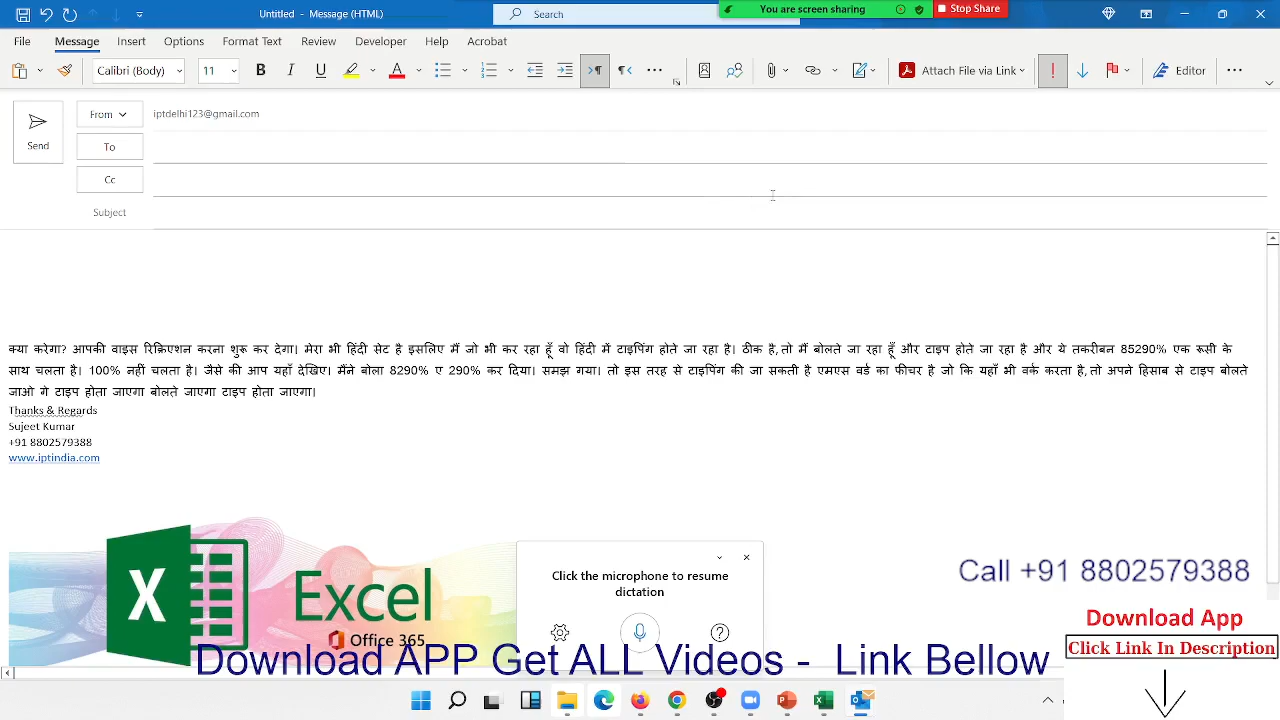 Untitled - Message (HTML)
Search
You are screen sharing
Stop Share
File Message Insert Options Format Text Review Developer Help Acrobat
Calibri (Body) 11 B I U Attach File via Link Editor
Send
From iptdelhi123@gmail.com
To
Cc
Subject
क्या करेगा? आपकी वाइस रिक्रिएशन करना शुरू कर देगा। मेरा भी हिंदी सेट है इसलिए मैं जो भी कर रहा हूँ वो हिंदी में टाइपिंग होते जा रहा है। ठीक है, तो मैं बोलते जा रहा हूँ और टाइप होते जा रहा है और ये तकरीबन 85290% एक रूसी के
साथ चलता है। 100% नहीं चलता है। जैसे की आप यहाँ देखिए। मैंने बोला 8290% ए 290% कर दिया। समझ गया। तो इस तरह से टाइपिंग की जा सकती है एमएस वर्ड का फीचर है जो कि यहाँ भी वर्क करता है, तो अपने हिसाब से टाइप बोलते
जाओ गे टाइप होता जाएगा बोलते जाएगा टाइप होता जाएगा।
Thanks & Regards
Sujeet Kumar
+91 8802579388
www.iptindia.com
X
Excel
Office 365
Click the microphone to resume
dictation
Call +91 8802579388
Download App
Click Link In Description
Download APP Get ALL Videos - Link Bellow